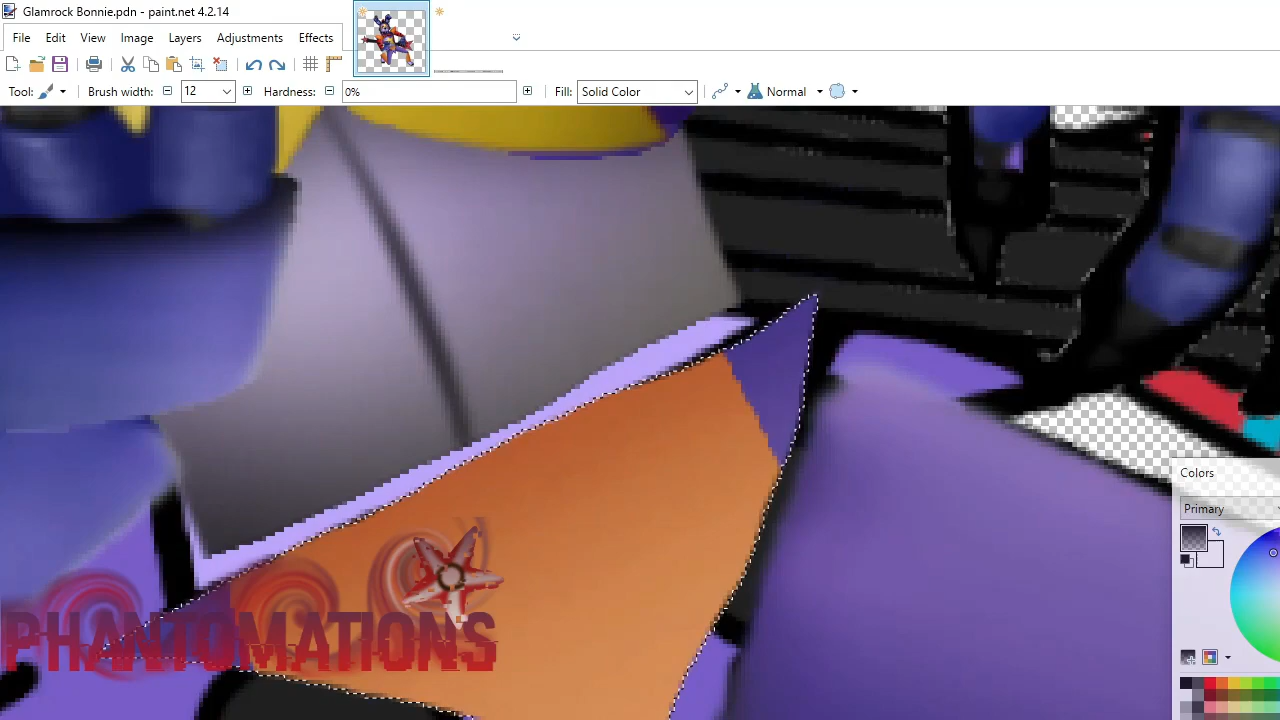 Glamrock Bonnie.pdn - paint.net 4.2.14
File Edit View Image Layers Adjustments Effects
Tool: Brush width: 12 Hardness: 0% Fill: Solid Color Normal
Colors
Primary
PHANTOMATIONS